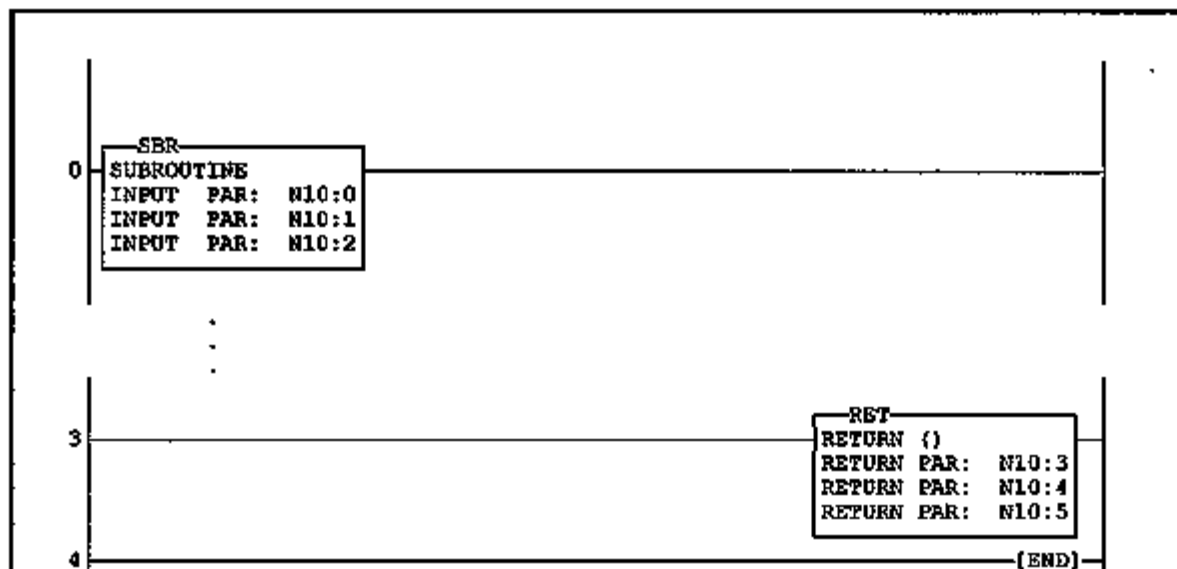 SBR
0
SUBROUTINE
INPUT PAR: N10:0
INPUT PAR: N10:1
INPUT PAR: N10:2
RET
3
RETURN ()
RETURN PAR: N10:3
RETURN PAR: N10:4
RETURN PAR: N10:5
4
[END]